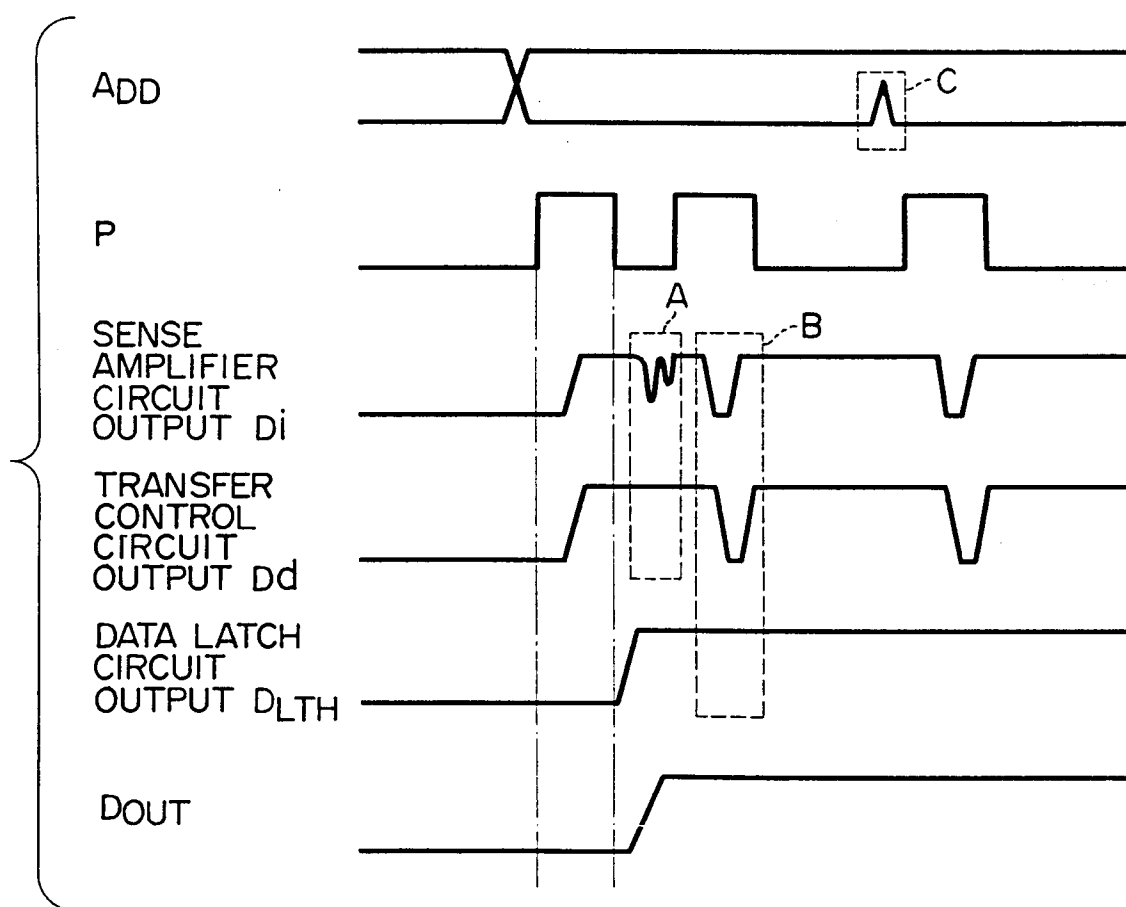 ADD
C
P
A
B
SENSE
AMPLIFIER
CIRCUIT
OUTPUT Di
TRANSFER
CONTROL
CIRCUIT
OUTPUT Dd
DATA LATCH
CIRCUIT
OUTPUT DLTH
DOUT